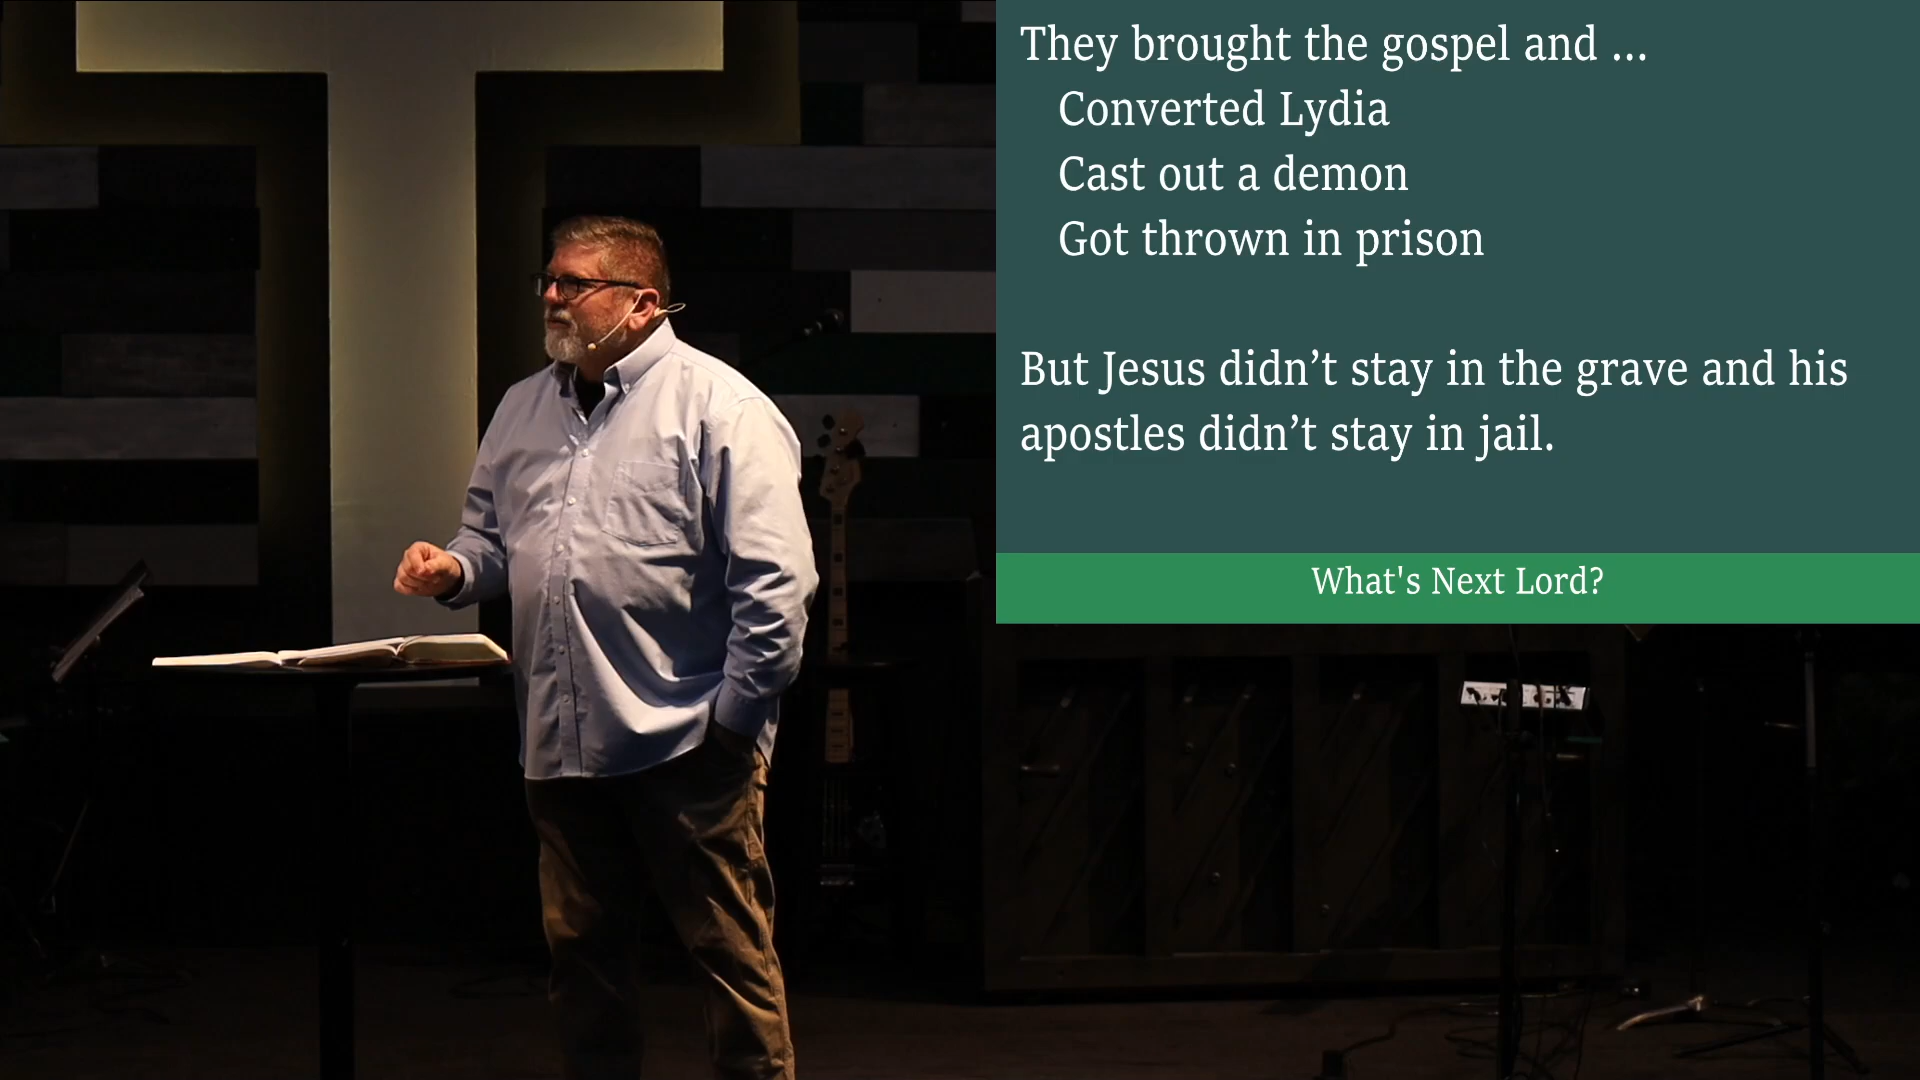 They brought the gospel and ...
Converted Lydia
Cast out a demon
Got thrown in prison
But Jesus didn’t stay in the grave and his
apostles didn’t stay in jail.
What's Next Lord?